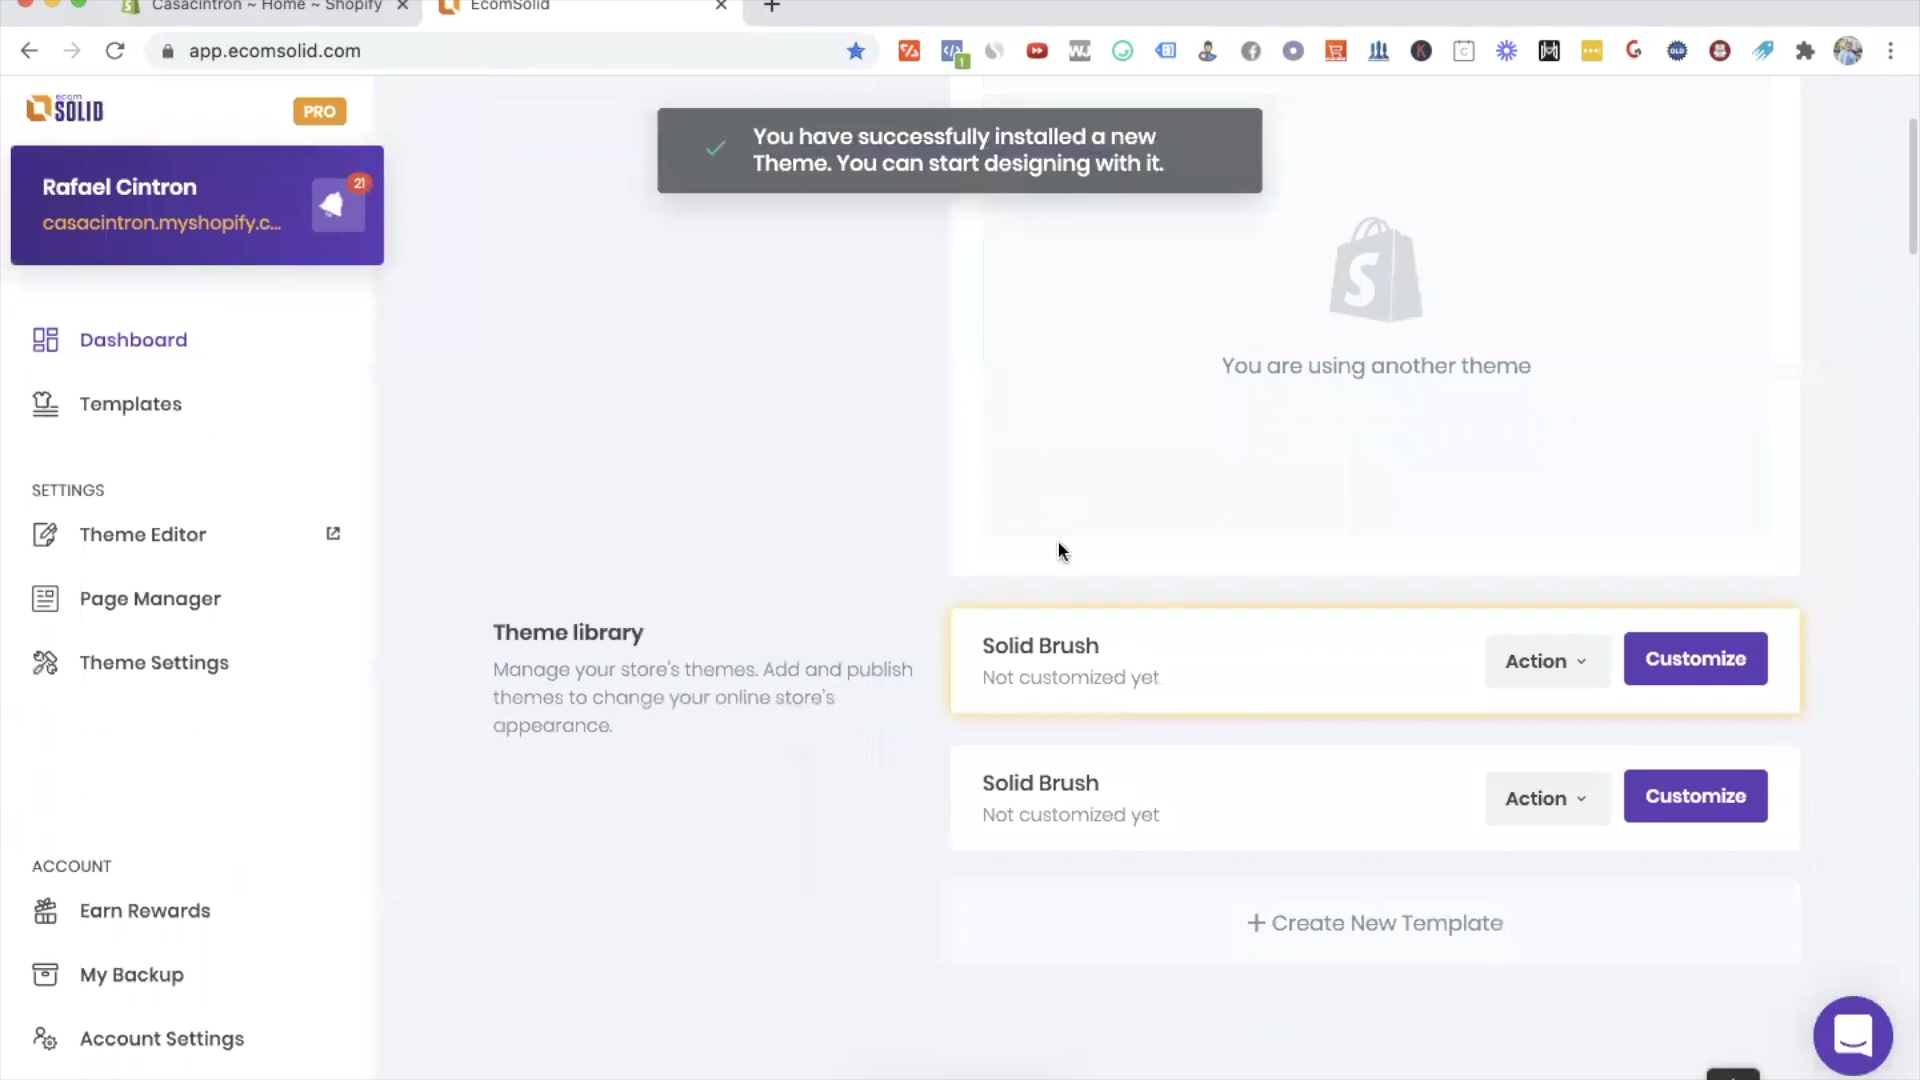 Casacintron ~ Home ~ Shopify
EcomSolid
app.ecomsolid.com
1
ecom
SOLID
PRO
Rafael Cintron
21
casacintron.myshopify.c...
You have successfully installed a new
Theme. You can start designing with it.
Dashboard
Templates
SETTINGS
Theme Editor
Page Manager
Theme Settings
ACCOUNT
Earn Rewards
My Backup
Account Settings
You are using another theme
Theme library
Manage your store's themes. Add and publish
themes to change your online store's
appearance.
Solid Brush
Not customized yet
Action
Customize
Solid Brush
Not customized yet
Action
Customize
+ Create New Template